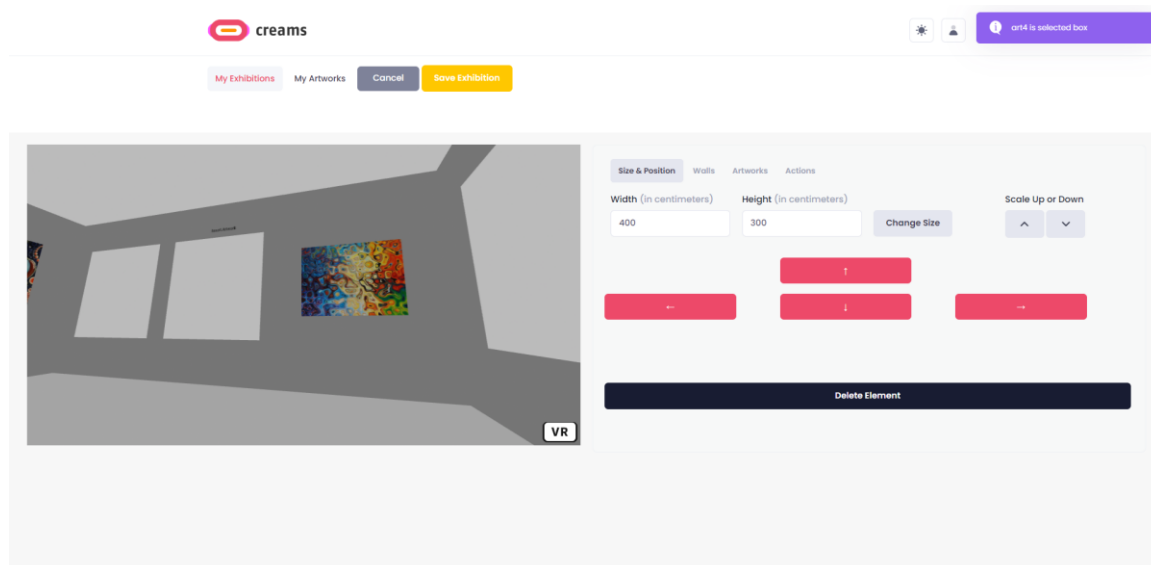 creams
art4 is selected box
My Exhibitions
My Artworks
Cancel
Save Exhibition
Size & Position
Walls
Artworks
Actions
Width (in centimeters)
Height (in centimeters)
Scale Up or Down
400
300
Change Size
↑
←
↓
→
VR
Delete Element